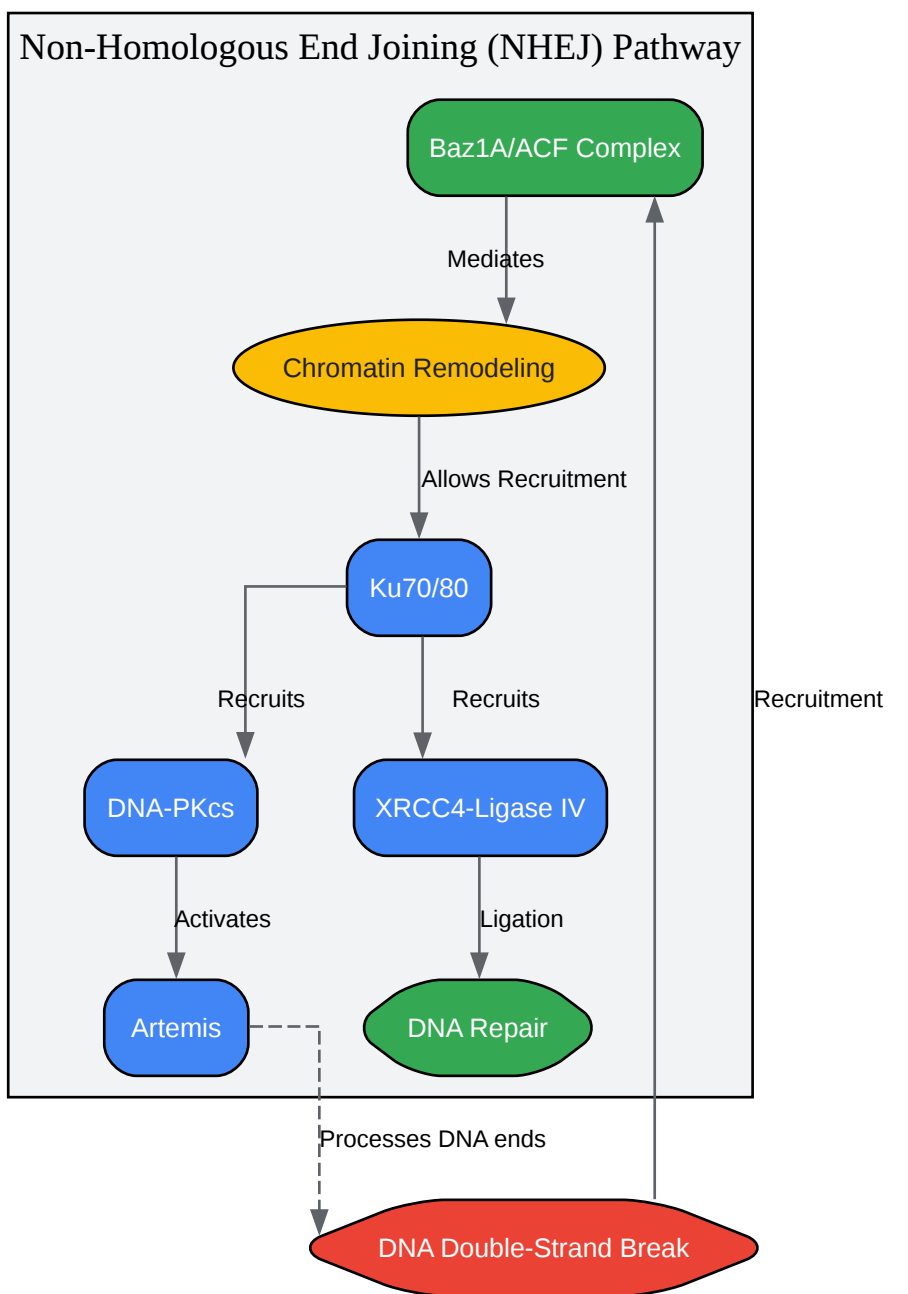 Non-Homologous End Joining (NHEJ) Pathway
Baz1A/ACF Complex
Mediates
Chromatin Remodeling
Allows Recruitment
Ku70/80
Recruits
Recruits
Recruitment
DNA-PKcs
XRCC4-Ligase IV
Activates
Ligation
Artemis
DNA Repair
Processes DNA ends
DNA Double-Strand Break